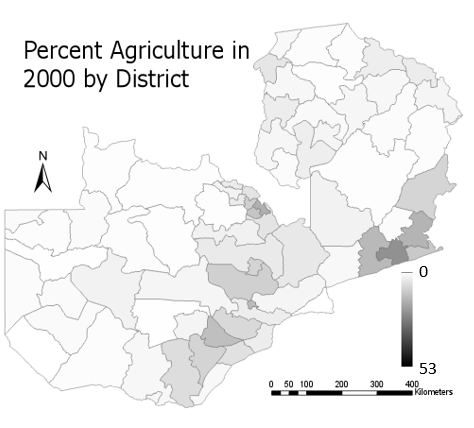 Percent Agriculture in
2000 by District
N
0
53
0 50 100 200 300 400
Kilometers